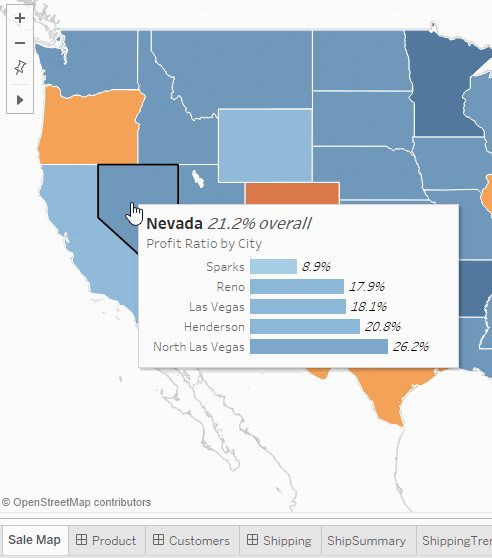 Nevada 21.2% overall
Profit Ratio by City
Sparks 8.9%
Reno 17.9%
Las Vegas 18.1%
Henderson 20.8%
North Las Vegas 26.2%
© OpenStreetMap contributors
Sale Map Product Customers Shipping ShipSummary ShippingTre